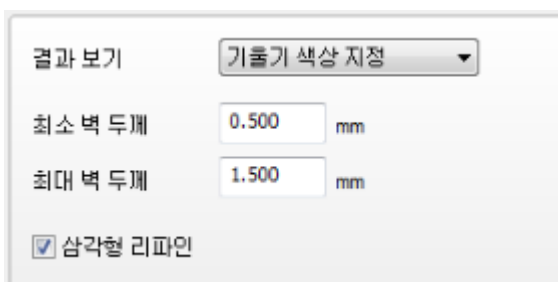 결과 보기 기울기 색상 지정
최소 벽 두께 0.500 mm
최대 벽 두께 1.500 mm
삼각형 리파인